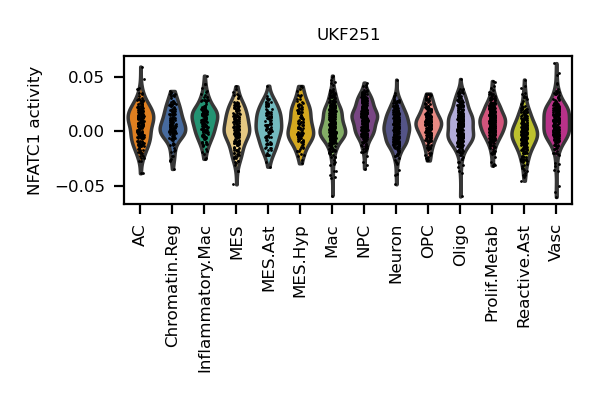 UKF251
NFATC1 activity
0.05
0.00
−0.05
AC
Chromatin.Reg
Inflammatory.Mac
MES
MES.Ast
MES.Hyp
Mac
NPC
Neuron
OPC
Oligo
Prolif.Metab
Reactive.Ast
Vasc